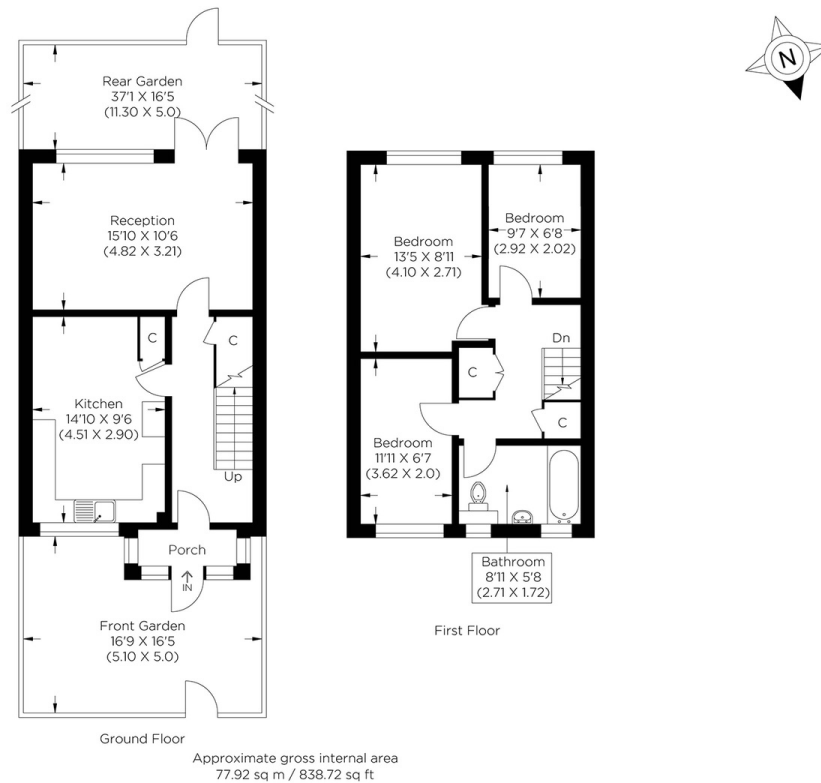 N
Rear Garden
37'1 X 16'5
(11.30 X 5.0)
Reception
15'10 X 10'6
(4.82 X 3.21)
C
C
Kitchen
14'10 X 9'6
(4.51 X 2.90)
Up
Porch
IN
Front Garden
16'9 X 16'5
(5.10 X 5.0)
Ground Floor
Bedroom
13'5 X 8'11
(4.10 X 2.71)
Bedroom
9'7 X 6'8
(2.92 X 2.02)
Dn
C
C
Bedroom
11'11 X 6'7
(3.62 X 2.0)
Bathroom
8'11 X 5'8
(2.71 X 1.72)
First Floor
Approximate gross internal area
77.92 sq m / 838.72 sq ft